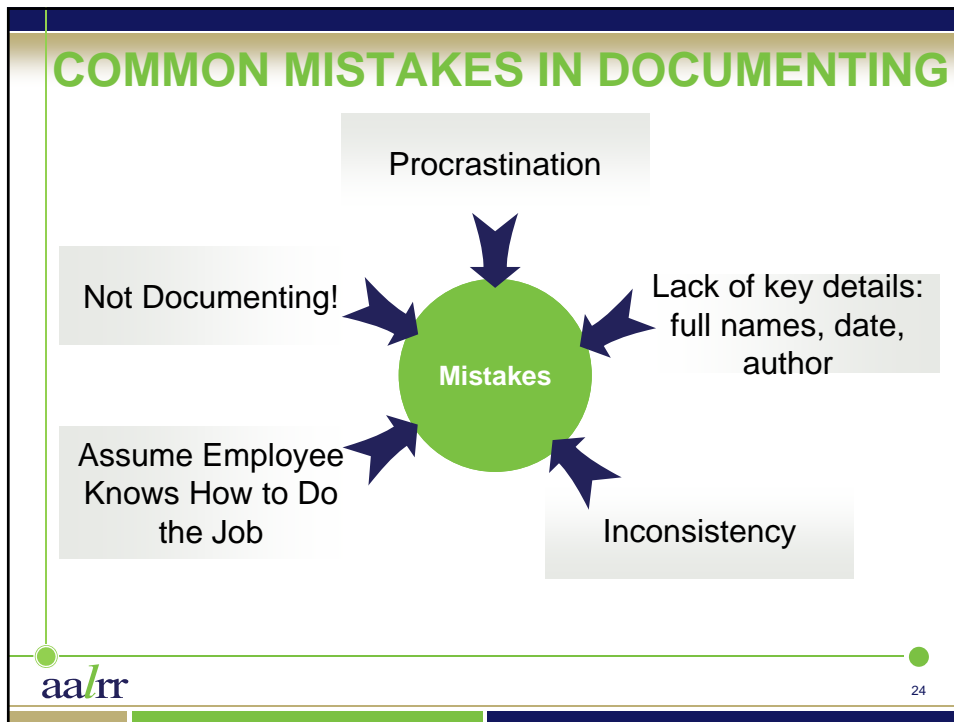 COMMON MISTAKES IN DOCUMENTING
Procrastination
Not Documenting!
Lack of key details:
full names, date,
author
Mistakes
Assume Employee
Knows How to Do
the Job
Inconsistency
aalrr
24